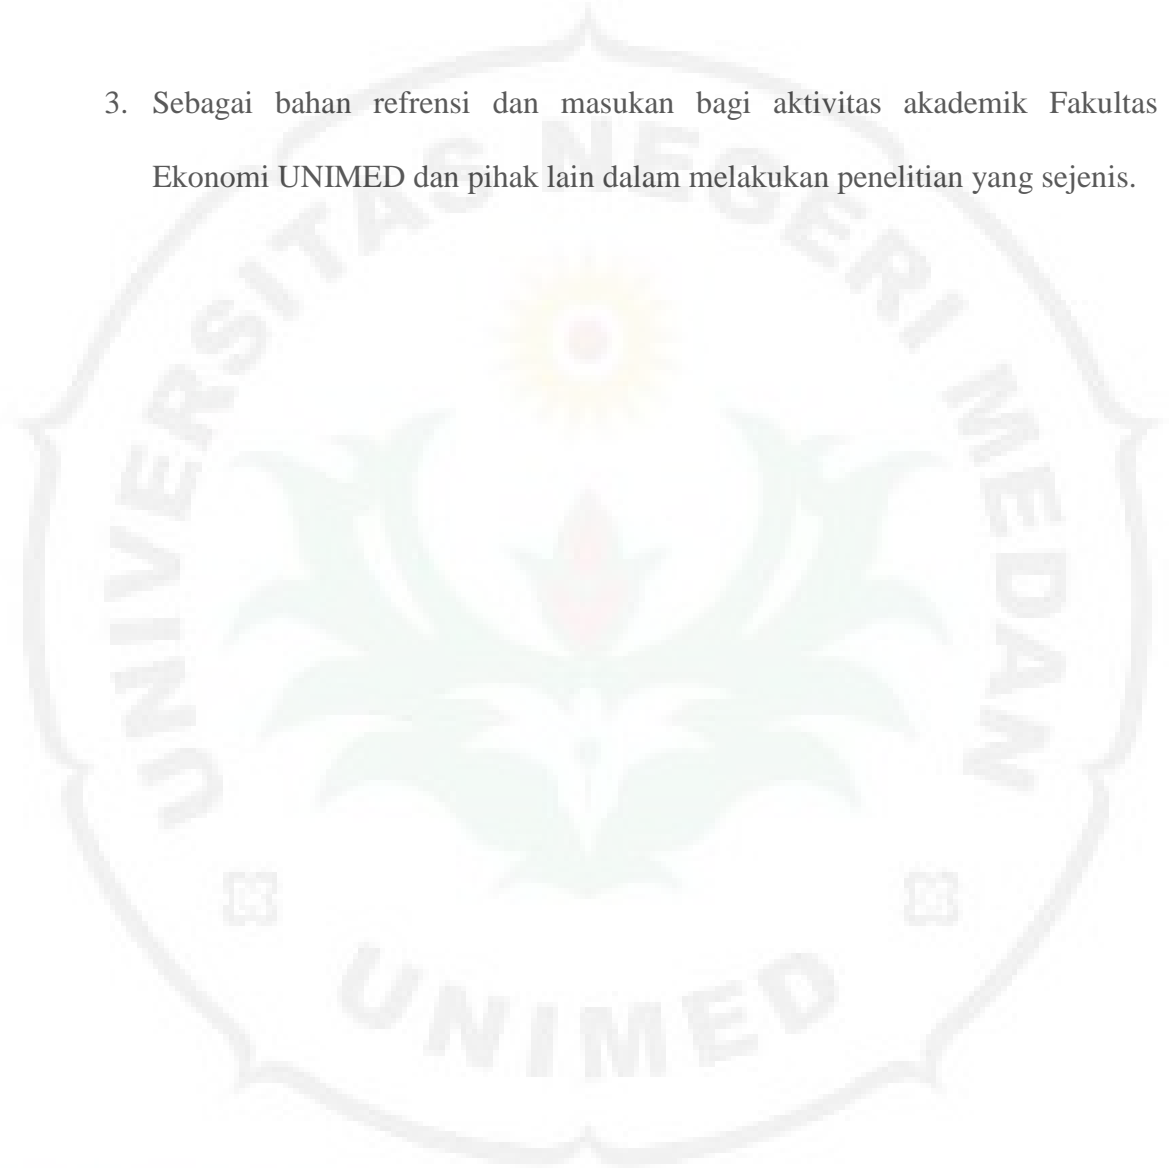 3. Sebagai bahan refrensi dan masukan bagi aktivitas akademik Fakultas
Ekonomi UNIMED dan pihak lain dalam melakukan penelitian yang sejenis.
UNIVERSITAS NEGERI MEDAN
UNIMED